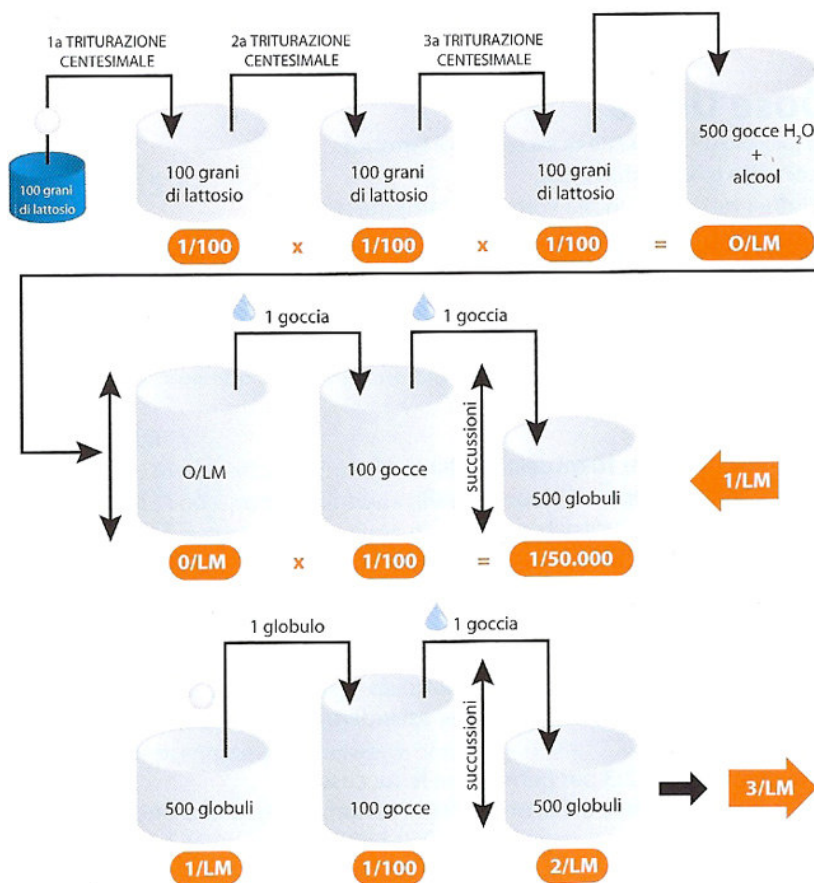 1a TRITURAZIONE
CENTESIMALE
2a TRITURAZIONE
CENTESIMALE
3a TRITURAZIONE
CENTESIMALE
100 grani
di lattosio
100 grani
di lattosio
100 grani
di lattosio
100 grani
di lattosio
500 gocce H₂O
+
alcool
1/100 x 1/100 x 1/100 = O/LM
1 goccia
1 goccia
O/LM
100 gocce
succussioni
500 globuli
1/LM
0/LM x 1/100 = 1/50.000
1 globulo
1 goccia
500 globuli
100 gocce
succussioni
500 globuli
3/LM
1/LM
1/100
2/LM